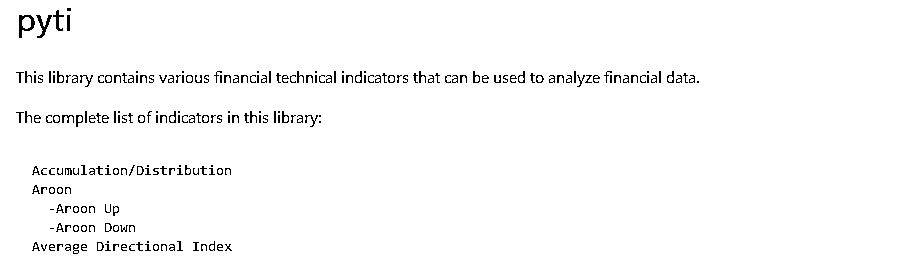 pyti
This library contains various financial technical indicators that can be used to analyze financial data.
The complete list of indicators in this library:
Accumulation/Distribution
Aroon
-Aroon Up
-Aroon Down
Average Directional Index